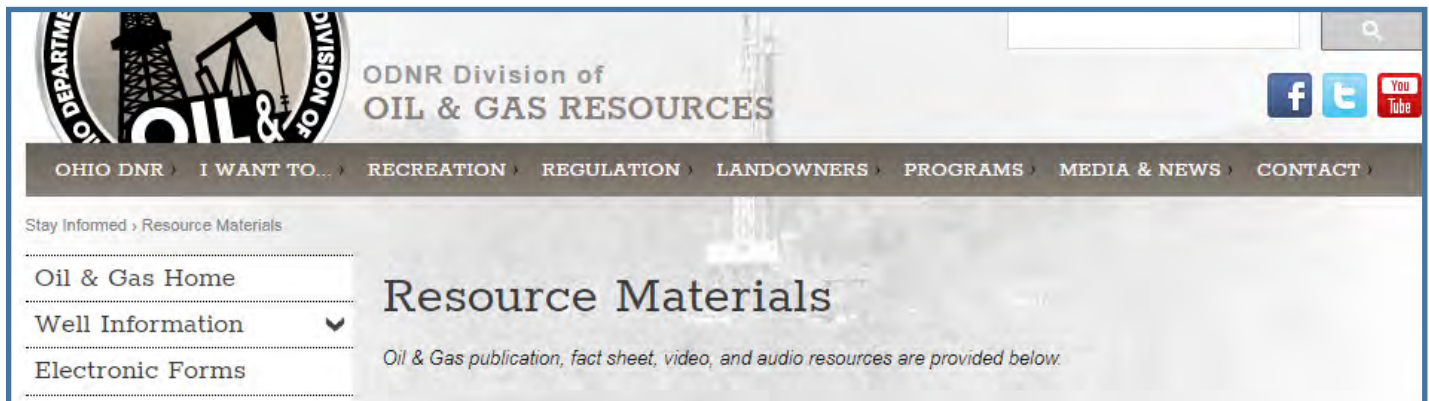 OHIO DEPARTME
DIVISION OF
OIL &
ODNR Division of
OIL & GAS RESOURCES
f
t
You
Tube
OHIO DNR › I WANT TO... › RECREATION › REGULATION › LANDOWNERS › PROGRAMS › MEDIA & NEWS › CONTACT ›
Stay Informed › Resource Materials
Oil & Gas Home
Well Information
Electronic Forms
Resource Materials
Oil & Gas publication, fact sheet, video, and audio resources are provided below.